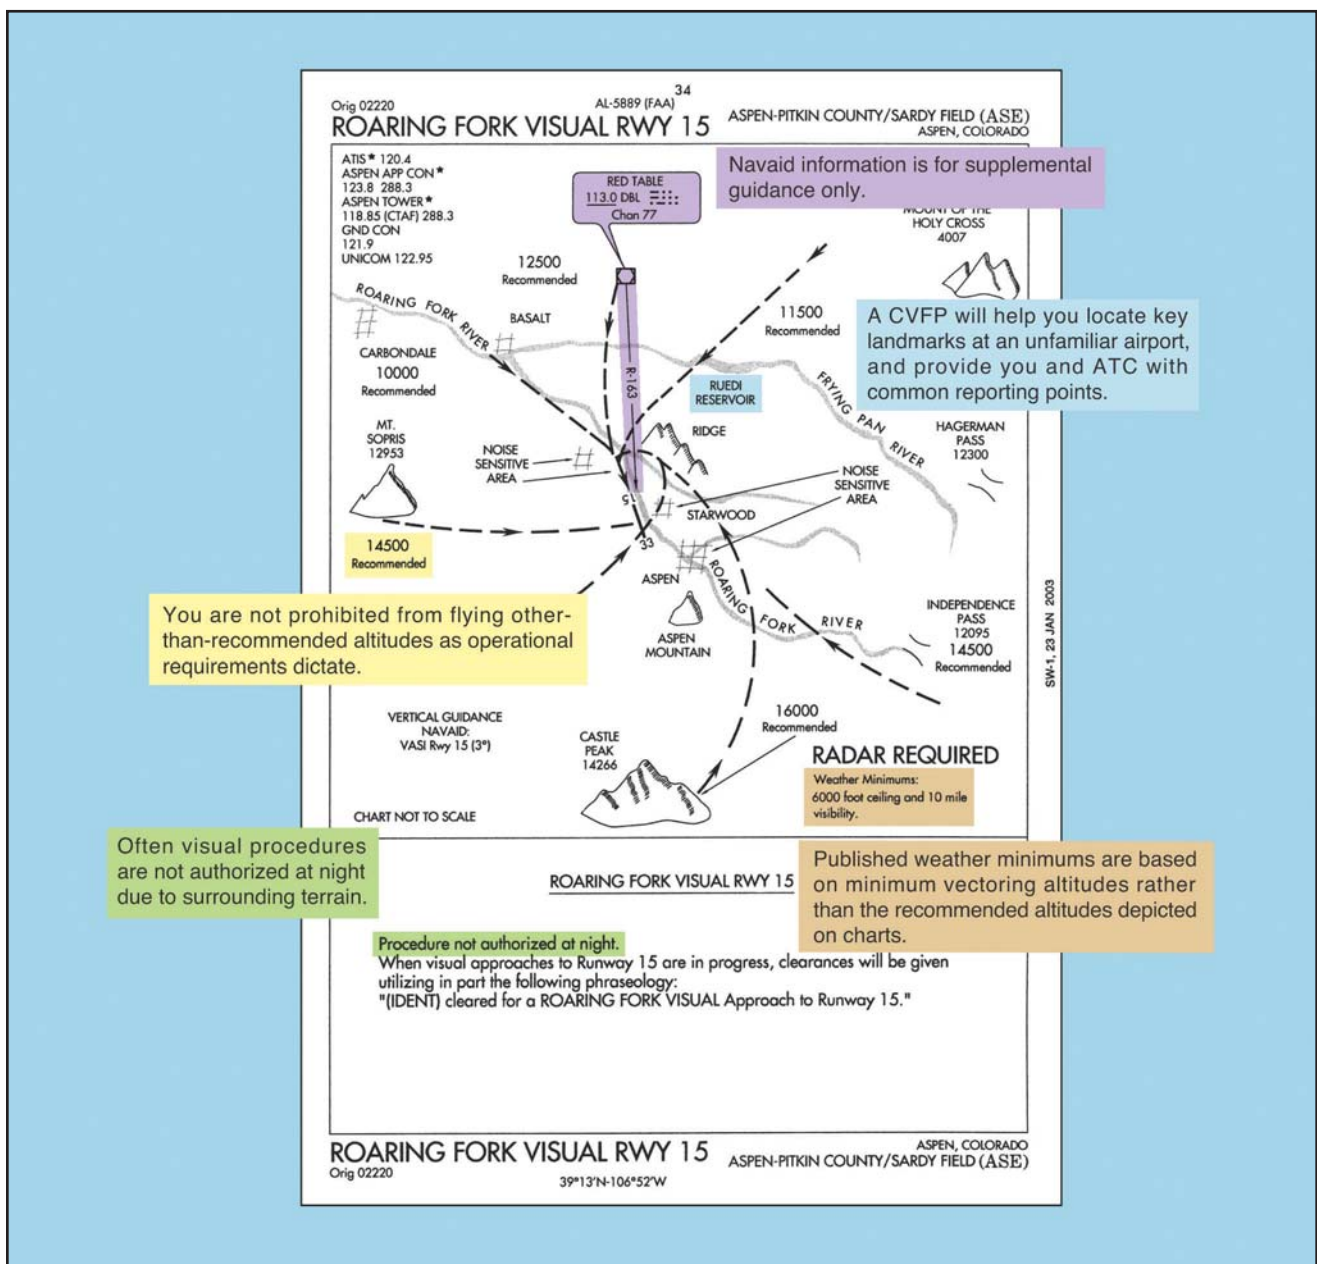 34
Orig 02220
AL-5889 (FAA)
ROARING FORK VISUAL RWY 15
ASPEN-PITKIN COUNTY/SARDY FIELD (ASE)
ASPEN, COLORADO
ATIS★ 120.4
ASPEN APP CON★
123.8 288.3
ASPEN TOWER★
118.85 (CTAF) 288.3
GND CON
121.9
UNICOM 122.95
RED TABLE
113.0 DBL
Chan 77
Navaid information is for supplemental
guidance only.
MOUNT OF THE
HOLY CROSS
4007
12500
Recommended
ROARING FORK RIVER
BASALT
CARBONDALE
10000
Recommended
R-163
11500
Recommended
RUEDI
RESERVOIR
FRYING PAN RIVER
A CVFP will help you locate key
landmarks at an unfamiliar airport,
and provide you and ATC with
common reporting points.
MT.
SOPRIS
12953
NOISE
SENSITIVE
AREA
RIDGE
HAGERMAN
PASS
12300
NOISE
SENSITIVE
AREA
15
STARWOOD
33
14500
Recommended
ASPEN
ROARING FORK RIVER
ASPEN
MOUNTAIN
INDEPENDENCE
PASS
12095
14500
Recommended
SW-1, 23 JAN 2003
You are not prohibited from flying other-
than-recommended altitudes as operational
requirements dictate.
VERTICAL GUIDANCE
NAVAID:
VASI Rwy 15 (3°)
CASTLE
PEAK
14266
16000
Recommended
RADAR REQUIRED
Weather Minimums:
6000 foot ceiling and 10 mile
visibility.
CHART NOT TO SCALE
Often visual procedures
are not authorized at night
due to surrounding terrain.
ROARING FORK VISUAL RWY 15
Published weather minimums are based
on minimum vectoring altitudes rather
than the recommended altitudes depicted
on charts.
Procedure not authorized at night.
When visual approaches to Runway 15 are in progress, clearances will be given
utilizing in part the following phraseology:
"(IDENT) cleared for a ROARING FORK VISUAL Approach to Runway 15."
ROARING FORK VISUAL RWY 15
Orig 02220
39°13'N-106°52'W
ASPEN, COLORADO
ASPEN-PITKIN COUNTY/SARDY FIELD (ASE)